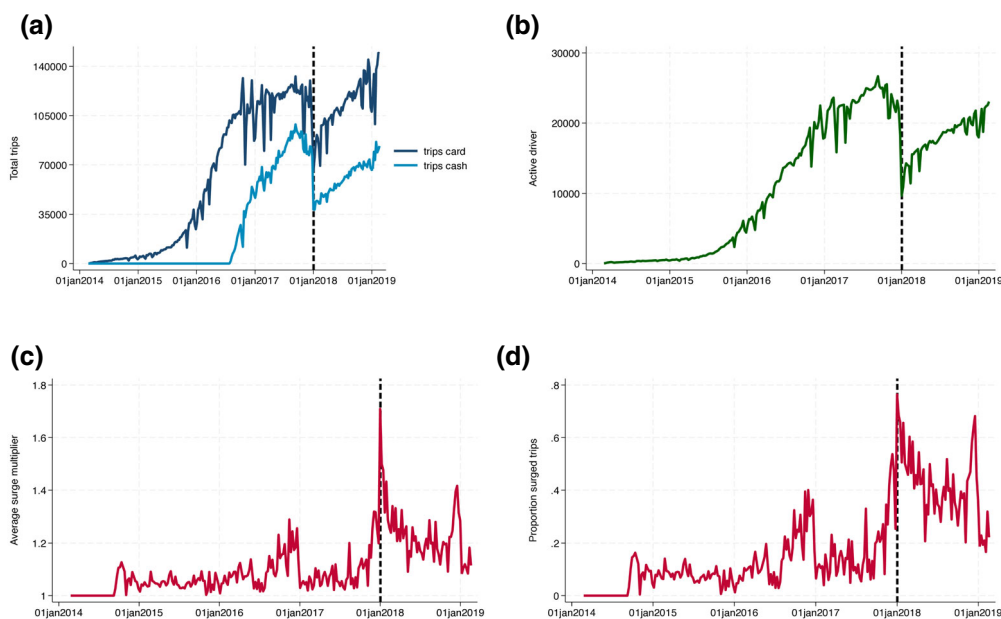 (a)
Total trips
140000
105000
70000
35000
0
01jan2014 01jan2015 01jan2016 01jan2017 01jan2018 01jan2019
trips card
trips cash
(b)
Active driver
30000
20000
10000
0
01jan2014 01jan2015 01jan2016 01jan2017 01jan2018 01jan2019
(c)
Average surge multiplier
1.8
1.6
1.4
1.2
1
01jan2014 01jan2015 01jan2016 01jan2017 01jan2018 01jan2019
(d)
Proportion surged trips
.8
.6
.4
.2
0
01jan2014 01jan2015 01jan2016 01jan2017 01jan2018 01jan2019